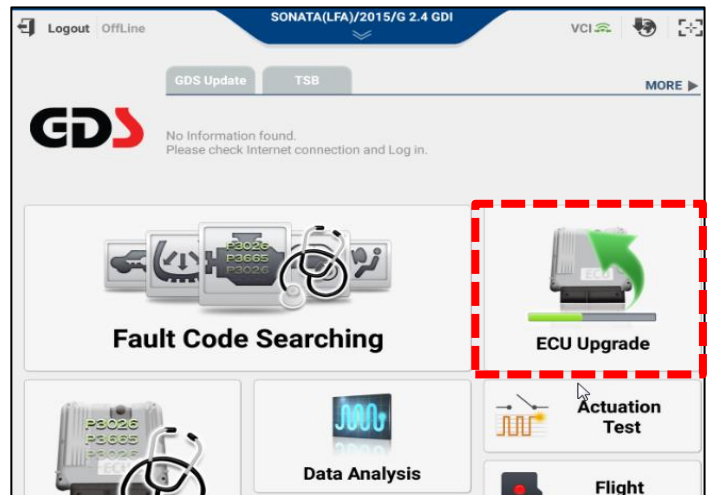 Logout OffLine
SONATA(LFA)/2015/G 2.4 GDI
VCI
GDS Update
TSB
MORE
GDS
No Information found.
Please check Internet connection and Log in.
P3026
P3665
P3026
ECU
Fault Code Searching
ECU Upgrade
P3026
P3665
P3026
ECU
Data Analysis
Actuation
Test
Flight